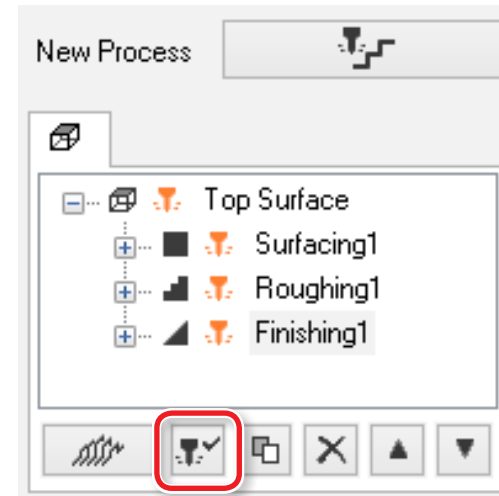 New Process
Top Surface
Surfacing1
Roughing1
Finishing1